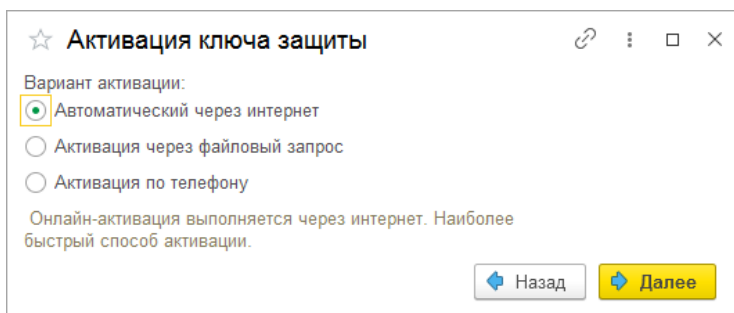 Активация ключа защиты
Вариант активации:
Автоматический через интернет
Активация через файловый запрос
Активация по телефону
Онлайн-активация выполняется через интернет. Наиболее
быстрый способ активации.
Назад
Далее